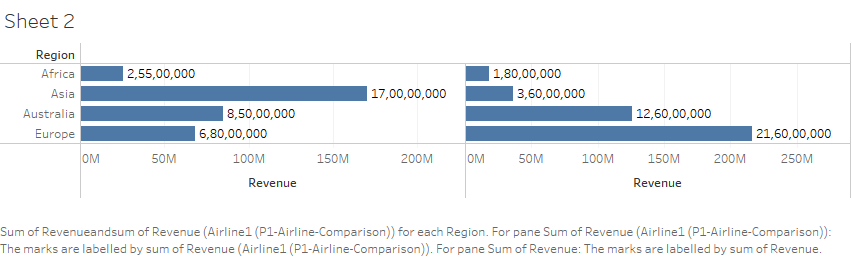 Sheet 2
Region
Africa 2,55,00,000 1,80,00,000
Asia 17,00,00,000 3,60,00,000
Australia 8,50,00,000 12,60,00,000
Europe 6,80,00,000 21,60,00,000
0M 50M 100M 150M 200M 0M 50M 100M 150M 200M 250M
Revenue Revenue
Sum of Revenueandsum of Revenue (Airline1 (P1-Airline-Comparison)) for each Region. For pane Sum of Revenue (Airline1 (P1-Airline-Comparison)):
The marks are labelled by sum of Revenue (Airline1 (P1-Airline-Comparison)). For pane Sum of Revenue: The marks are labelled by sum of Revenue.